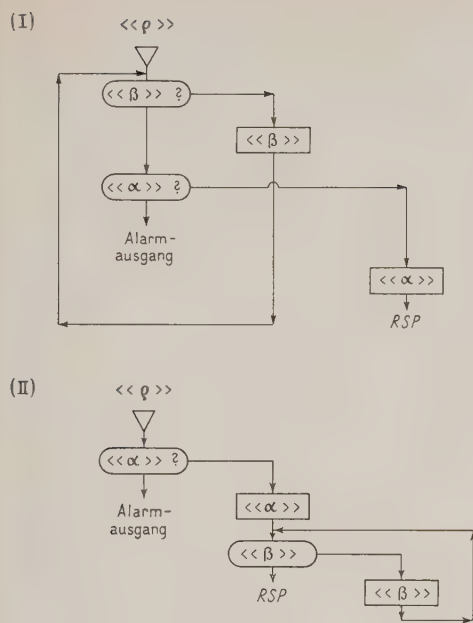 (I)
<<ρ>>
<<β>> ?
<<β>>
<<α>> ?
Alarm-
ausgang
<<α>>
RSP
(II)
<<ρ>>
<<α>> ?
Alarm-
ausgang
<<α>>
<<β>>
RSP
<<β>>